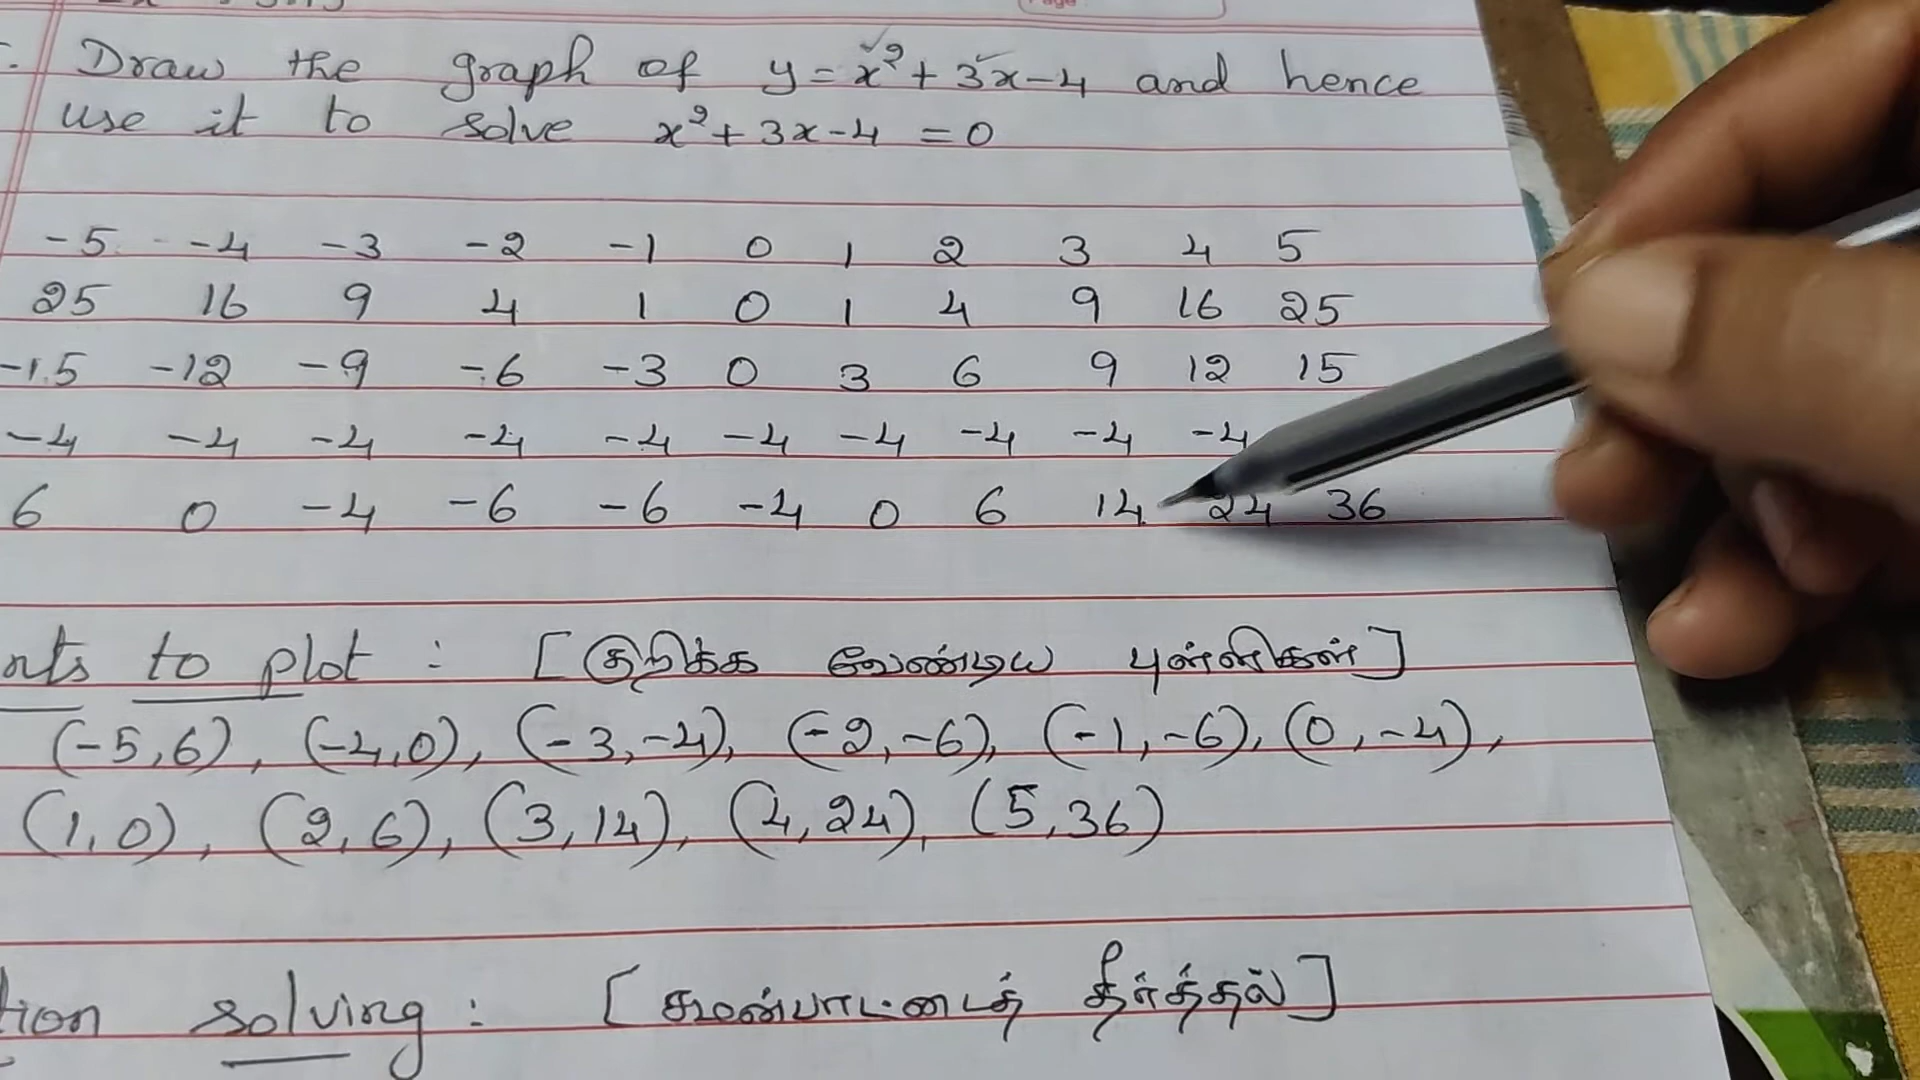 Draw the graph of y = x² + 3x - 4 and hence
use it to solve x² + 3x - 4 = 0
-5 -4 -3 -2 -1 0 1 2 3 4 5
25 16 9 4 1 0 1 4 9 16 25
-15 -12 -9 -6 -3 0 3 6 9 12 15
-4 -4 -4 -4 -4 -4 -4 -4 -4 -4
6 0 -4 -6 -6 -4 0 6 14 24 36
nts to plot : [குறிக்க வேண்டிய புள்ளிகள்]
(-5,6), (-4,0), (-3,-4), (-2,-6), (-1,-6), (0,-4),
(1,0), (2,6), (3,14), (4,24), (5,36)
tion solving : [சமன்பாட்டைத் தீர்த்தல்]